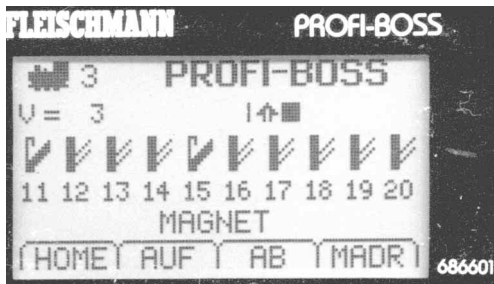 FLEISCHMANN PROFI-BOSS
3 PROFI-BOSS
V = 3
11 12 13 14 15 16 17 18 19 20
MAGNET
HOME AUF AB MADR
686601